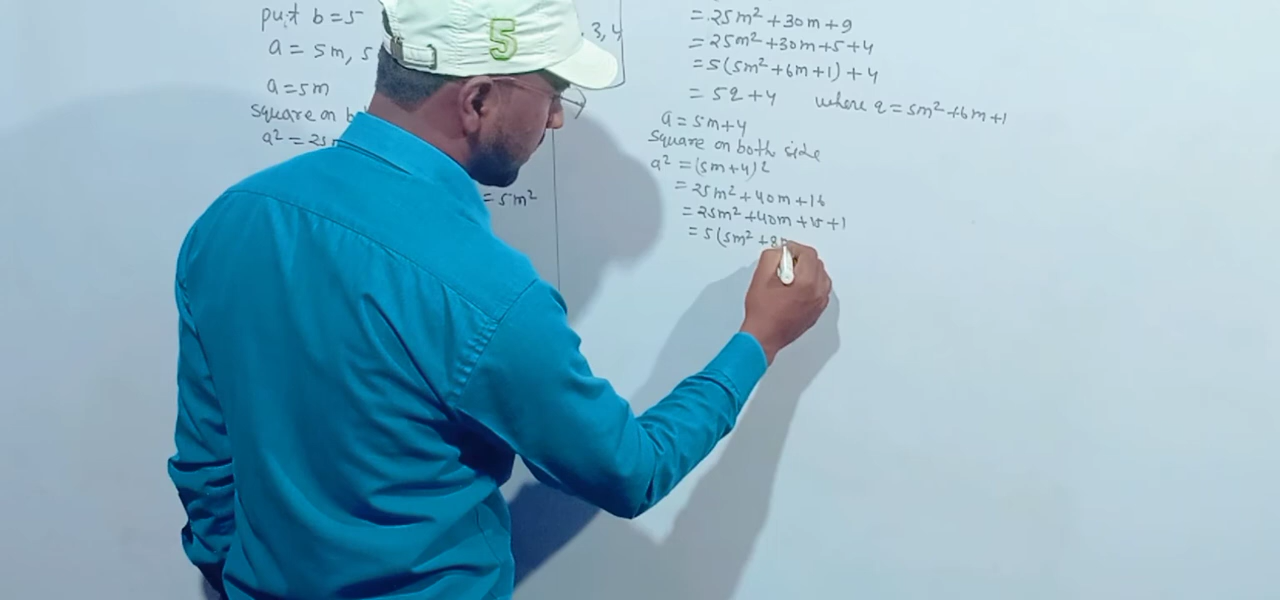 put b = 5
a = 5m, 5
a = 5m
square on b
a² = 25
= 5m²
5
3, 4
= 25m² + 30m + 9
= 25m² + 30m + 5 + 4
= 5(5m² + 6m + 1) + 4
= 5q + 4 where q = 5m² + 6m + 1
a = 5m + 4
square on both side
a² = (5m + 4)²
= 25m² + 40m + 16
= 25m² + 40m + 15 + 1
= 5(5m² + 8